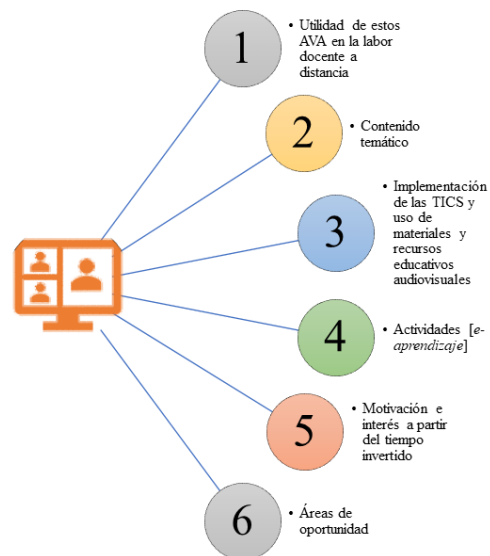 1
• Utilidad de estos
AVA en la labor
docente a
distancia
2
• Contenido
temático
3
• Implementación
de las TICS y
uso de
materiales y
recursos
educativos
audiovisuales
4
• Actividades [e-
aprendizaje]
5
• Motivación e
interés a partir
del tiempo
invertido
6
• Áreas de
oportunidad